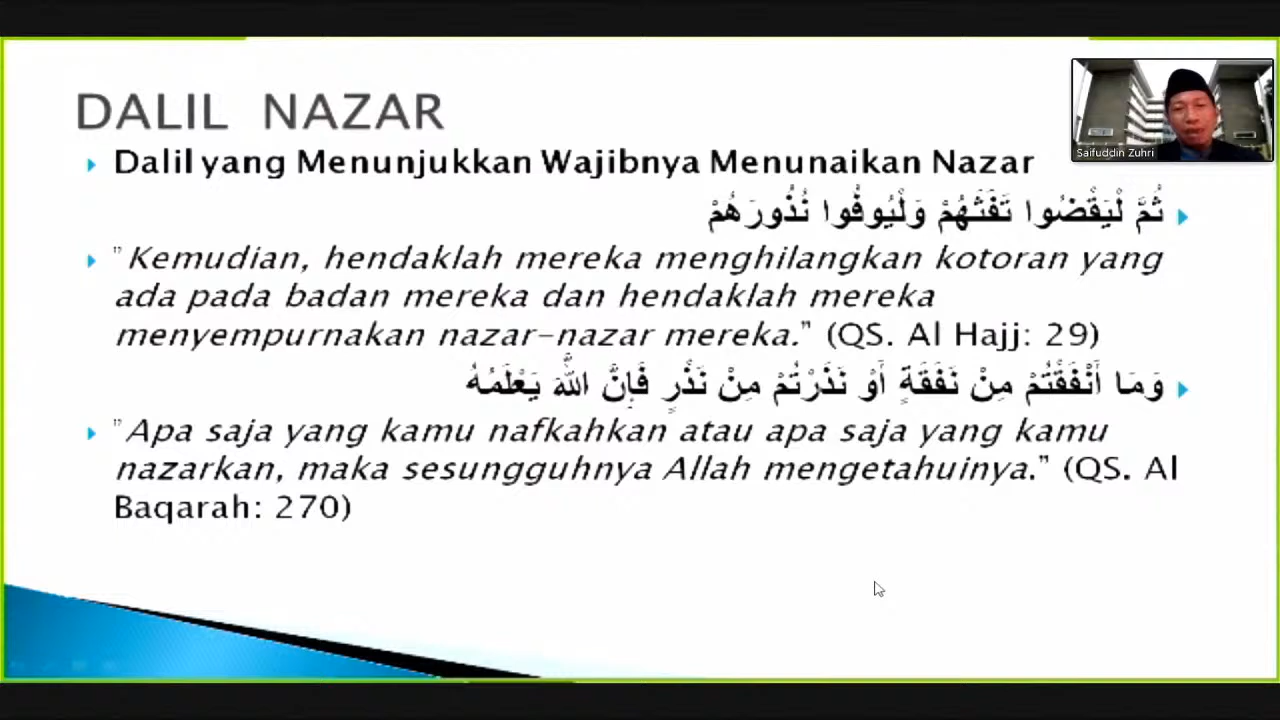 DALIL NAZAR
Dalil yang Menunjukkan Wajibnya Menunaikan Nazar
ثُمَّ لْيَقْضُوا تَفَثَهُمْ وَلْيُوفُوا نُذُورَهُمْ
"Kemudian, hendaklah mereka menghilangkan kotoran yang
ada pada badan mereka dan hendaklah mereka
menyempurnakan nazar-nazar mereka." (QS. Al Hajj: 29)
وَمَا أَنْفَقْتُمْ مِنْ نَفَقَةٍ أَوْ نَذَرْتُمْ مِنْ نَذْرٍ فَإِنَّ اللَّهَ يَعْلَمُهُ
"Apa saja yang kamu nafkahkan atau apa saja yang kamu
nazarkan, maka sesungguhnya Allah mengetahuinya." (QS. Al
Baqarah: 270)
Saifuddin Zuhri